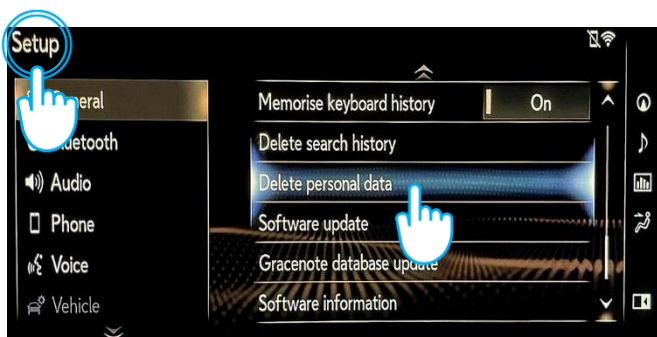 Setup
General
Bluetooth
Audio
Phone
Voice
Vehicle
Memorise keyboard history On
Delete search history
Delete personal data
Software update
Gracenote database update
Software information